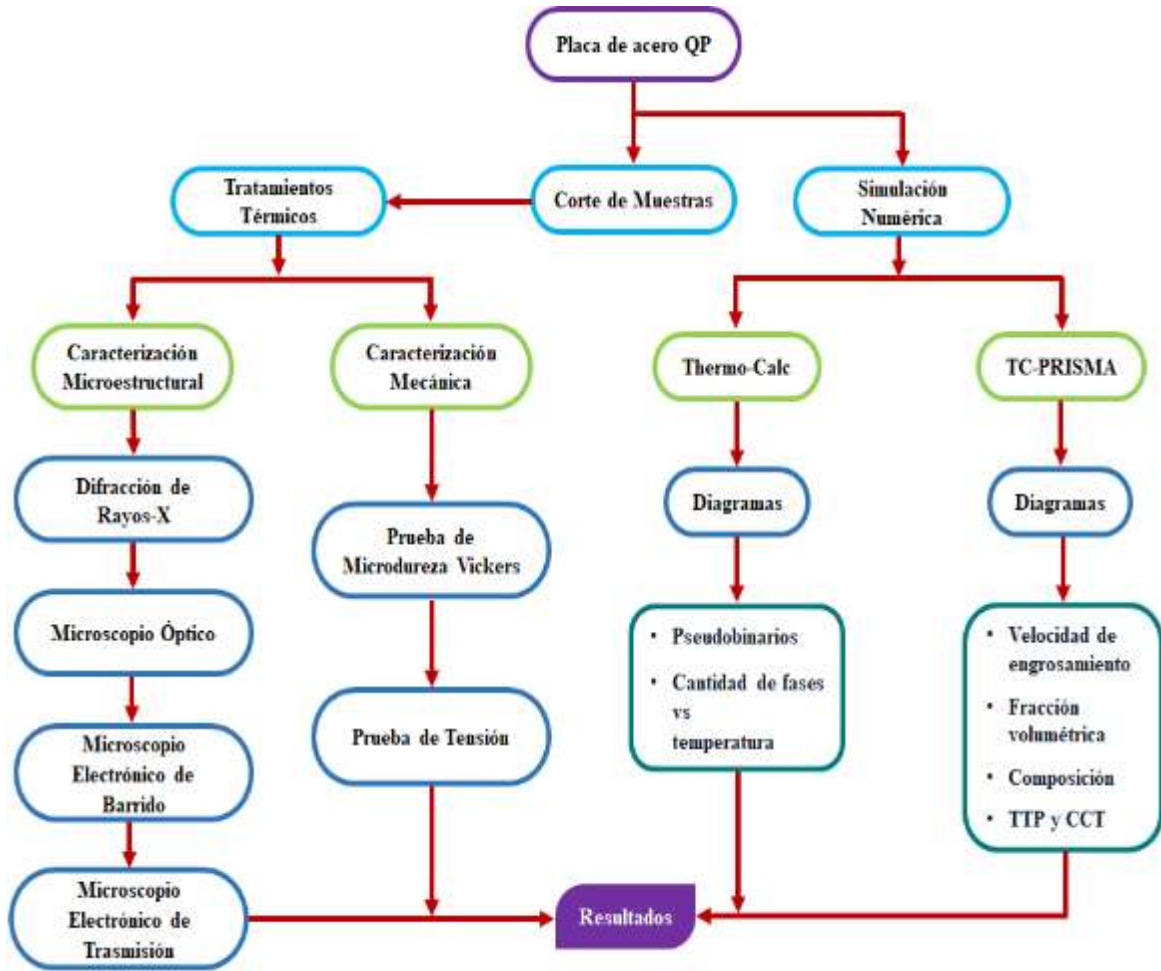 Placa de acero QP
Tratamientos
Térmicos
Corte de Muestras
Simulación
Numérica
Caracterización
Microestructural
Caracterización
Mecánica
Thermo-Calc
TC-PRISMA
Difracción de
Rayos-X
Prueba de
Microdureza Vickers
Diagramas
Diagramas
Microscopio Óptico
• Pseudobinarios
• Cantidad de fases
vs
temperatura
• Velocidad de
engrosamiento
• Fracción
volumétrica
• Composición
• TTP y CCT
Microscopio
Electrónico de
Barrido
Prueba de Tensión
Microscopio
Electrónico de
Trasmisión
Resultados